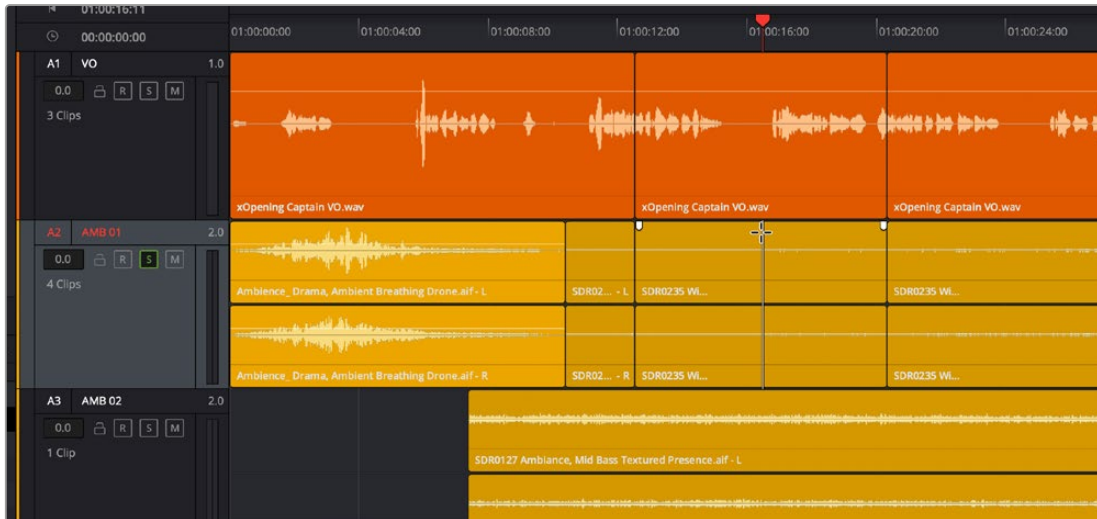 01:00:16:11
00:00:00:00
01:00:00:00 01:00:04:00 01:00:08:00 01:00:12:00 01:00:16:00 01:00:20:00 01:00:24:00
A1 VO 1.0
0.0 R S M
3 Clips
xOpening Captain VO.wav xOpening Captain VO.wav xOpening Captain VO.wav
A2 AMB 01 2.0
0.0 R S M
4 Clips
Ambience_ Drama, Ambient Breathing Drone.aif - L SDR02... - L SDR0235 Wi... SDR0235 Wi...
Ambience_ Drama, Ambient Breathing Drone.aif - R SDR02... - R SDR0235 Wi... SDR0235 Wi...
A3 AMB 02 2.0
0.0 R S M
1 Clip
SDR0127 Ambiance, Mid Bass Textured Presence.aif - L